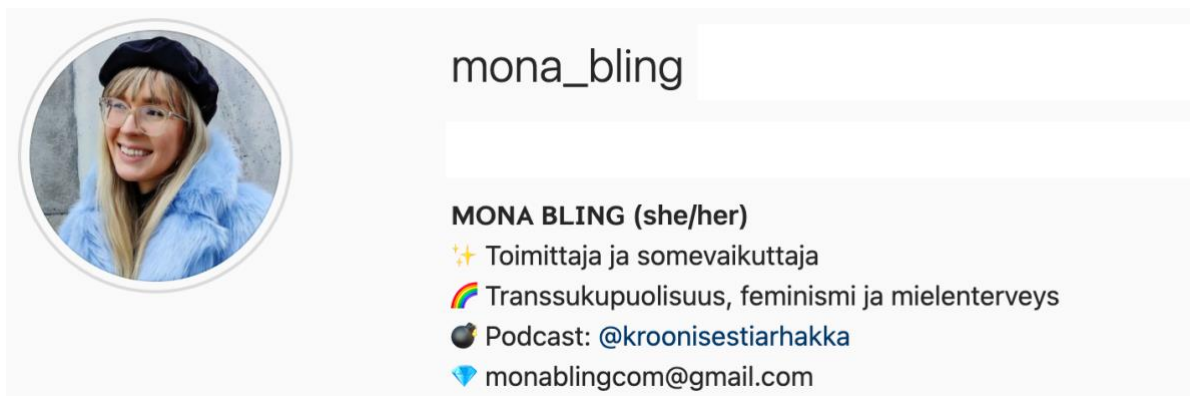 mona_bling
MONA BLING (she/her)
✨ Toimittaja ja somevaikuttaja
🌈 Transsukupuolisuus, feminismi ja mielenterveys
💣 Podcast: @kroonisestiarhakka
💎 monablingcom@gmail.com